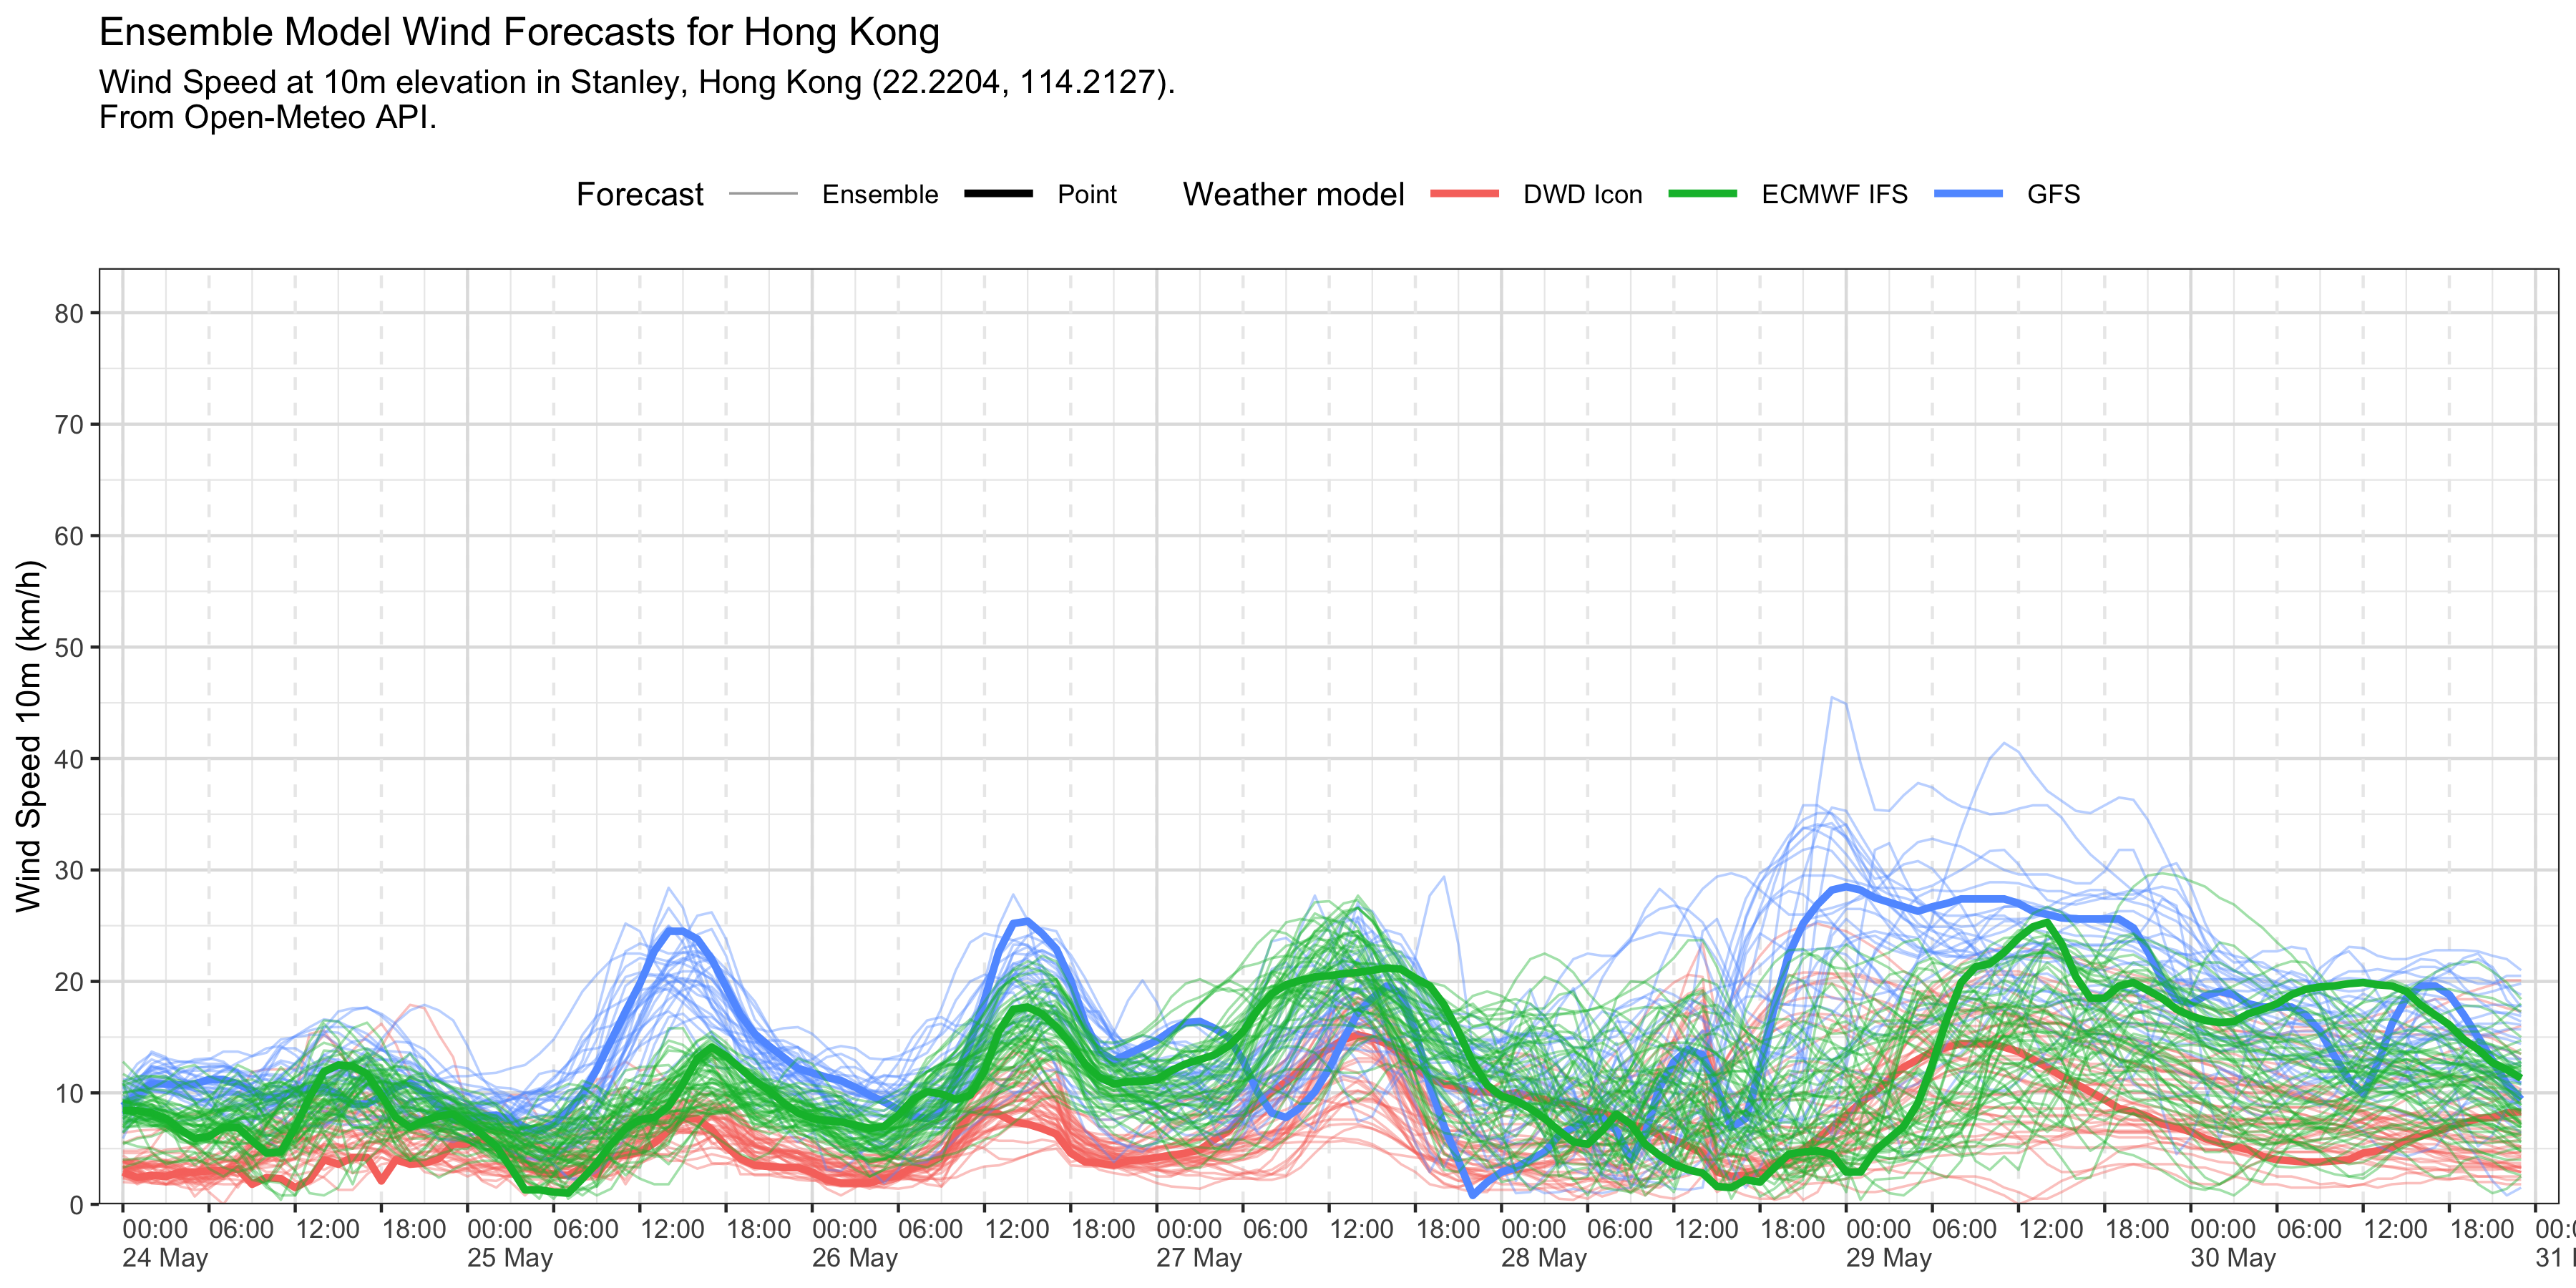 Ensemble Model Wind Forecasts for Hong Kong
Wind Speed at 10m elevation in Stanley, Hong Kong (22.2204, 114.2127).
From Open-Meteo API.
Forecast Ensemble Point Weather model DWD Icon ECMWF IFS GFS
Wind Speed 10m (km/h)
80
70
60
50
40
30
20
10
0
00:00 06:00 12:00 18:00 00:00 06:00 12:00 18:00 00:00 06:00 12:00 18:00 00:00 06:00 12:00 18:00 00:00 06:00 12:00 18:00 00:00 06:00 12:00 18:00 00:00 06:00 12:00 18:00 00:0
24 May 25 May 26 May 27 May 28 May 29 May 30 May 31